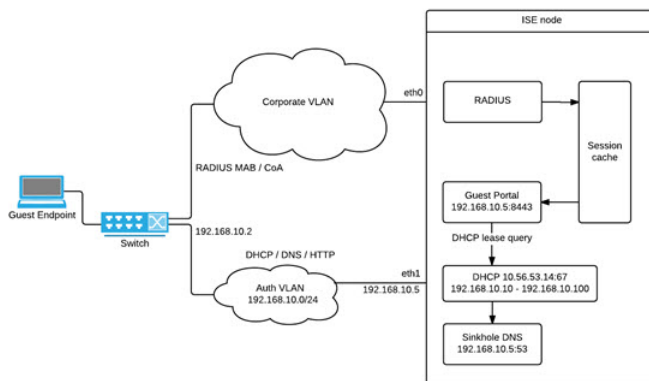 ISE node
Corporate VLAN
eth0
RADIUS
Session
cache
RADIUS MAB / CoA
Guest Endpoint
Switch
192.168.10.2
Guest Portal
192.168.10.5:8443
DHCP lease query
DHCP / DNS / HTTP
eth1
192.168.10.5
Auth VLAN
192.168.10.0/24
DHCP 10.56.53.14:67
192.168.10.10 - 192.168.10.100
Sinkhole DNS
192.168.10.5:53